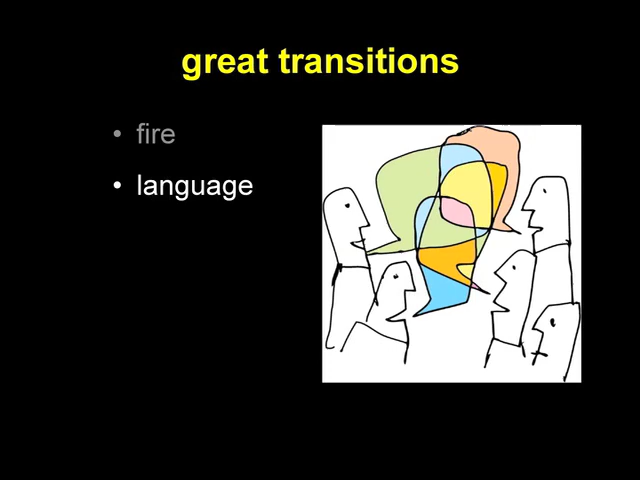 great transitions
• fire
• language